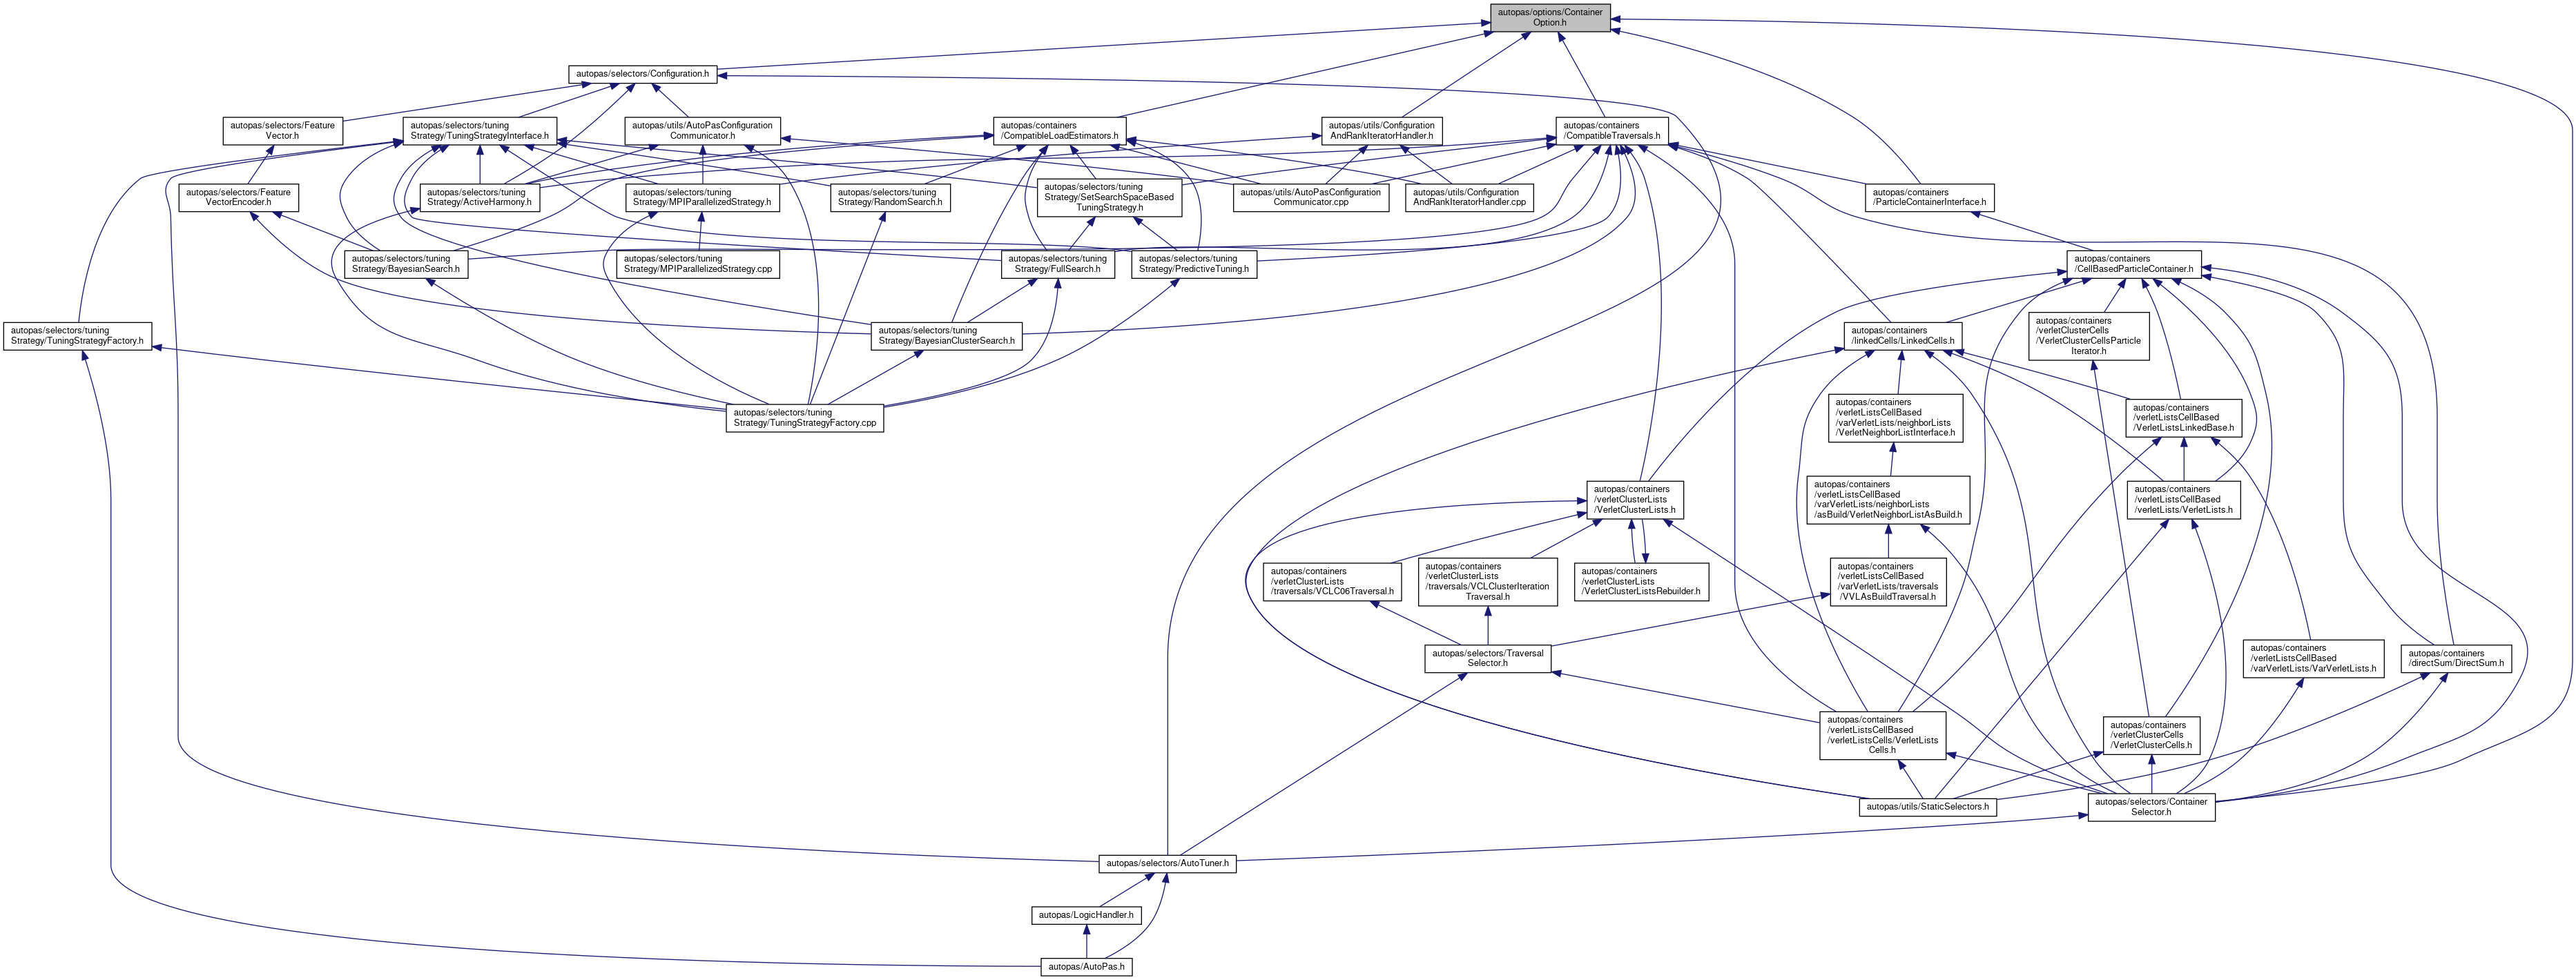 autopas/options/Container
Option.h
autopas/selectors/Configuration.h
autopas/selectors/Feature
Vector.h
autopas/selectors/tuning
Strategy/TuningStrategyInterface.h
autopas/utils/AutoPasConfiguration
Communicator.h
autopas/containers
/CompatibleLoadEstimators.h
autopas/utils/Configuration
AndRankIteratorHandler.h
autopas/containers
/CompatibleTraversals.h
autopas/selectors/Feature
VectorEncoder.h
autopas/selectors/tuning
Strategy/ActiveHarmony.h
autopas/selectors/tuning
Strategy/MPIParallelizedStrategy.h
autopas/selectors/tuning
Strategy/RandomSearch.h
autopas/selectors/tuning
Strategy/SetSearchSpaceBased
TuningStrategy.h
autopas/utils/AutoPasConfiguration
Communicator.cpp
autopas/utils/Configuration
AndRankIteratorHandler.cpp
autopas/containers
/ParticleContainerInterface.h
autopas/selectors/tuning
Strategy/BayesianSearch.h
autopas/selectors/tuning
Strategy/MPIParallelizedStrategy.cpp
autopas/selectors/tuning
Strategy/FullSearch.h
autopas/selectors/tuning
Strategy/PredictiveTuning.h
autopas/containers
/CellBasedParticleContainer.h
autopas/selectors/tuning
Strategy/TuningStrategyFactory.h
autopas/selectors/tuning
Strategy/BayesianClusterSearch.h
autopas/containers
/linkedCells/LinkedCells.h
autopas/containers
/verletClusterCells
/VerletClusterCellsParticle
Iterator.h
autopas/selectors/tuning
Strategy/TuningStrategyFactory.cpp
autopas/containers
/verletListsCellBased
/varVerletLists/neighborLists
/VerletNeighborListInterface.h
autopas/containers
/verletListsCellBased
/VerletListsLinkedBase.h
autopas/containers
/verletClusterLists
/VerletClusterLists.h
autopas/containers
/verletListsCellBased
/varVerletLists/neighborLists
/asBuild/VerletNeighborListAsBuild.h
autopas/containers
/verletListsCellBased
/verletLists/VerletLists.h
autopas/containers
/verletClusterLists
/traversals/VCLC06Traversal.h
autopas/containers
/verletClusterLists
/traversals/VCLClusterIteration
Traversal.h
autopas/containers
/verletClusterLists
/VerletClusterListsRebuilder.h
autopas/containers
/verletListsCellBased
/varVerletLists/traversals
/VVLAsBuildTraversal.h
autopas/selectors/Traversal
Selector.h
autopas/containers
/verletListsCellBased
/varVerletLists/VarVerletLists.h
autopas/containers
/directSum/DirectSum.h
autopas/containers
/verletListsCellBased
/verletListsCells/VerletLists
Cells.h
autopas/containers
/verletClusterCells
/VerletClusterCells.h
autopas/utils/StaticSelectors.h
autopas/selectors/Container
Selector.h
autopas/selectors/AutoTuner.h
autopas/LogicHandler.h
autopas/AutoPas.h